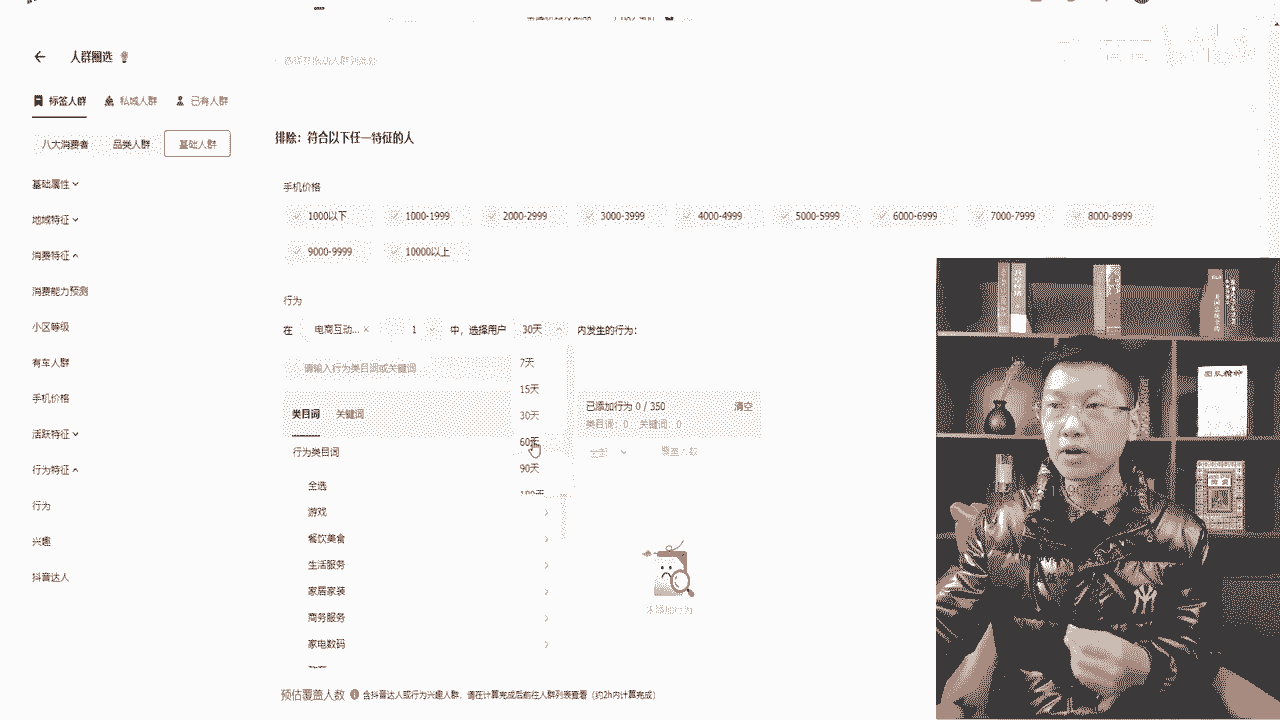 人群圈选
标签人群 私域人群 已有人群
八大消费者 品类人群 基础人群
排除：符合以下任一特征的人
基础属性
手机价格
地域特征
1000以下 1000-1999 2000-2999 3000-3999 4000-4999 5000-5999 6000-6999 7000-7999 8000-8999
消费特征
9000-9999 10000以上
消费能力预测
行为
小区等级
在 电商互动... × 1 中，选择用户 30天 内发生的行为：
有车人群
请输入行为类目词或关键词
7天
15天
30天
60天
90天
手机价格
类目词 关键词
已添加行为 0 / 350 清空
类目词：0 关键词：0
活跃特征
行为类目词
全部 覆盖人数
行为特征
全选
行为
游戏
兴趣
餐饮美食
抖音达人
生活服务
家居家装
商务服务
家电数码
未添加行为
预估覆盖人数 含抖音达人或行为兴趣人群，请在计算完成后前往人群列表查看（约2h内计算完成）